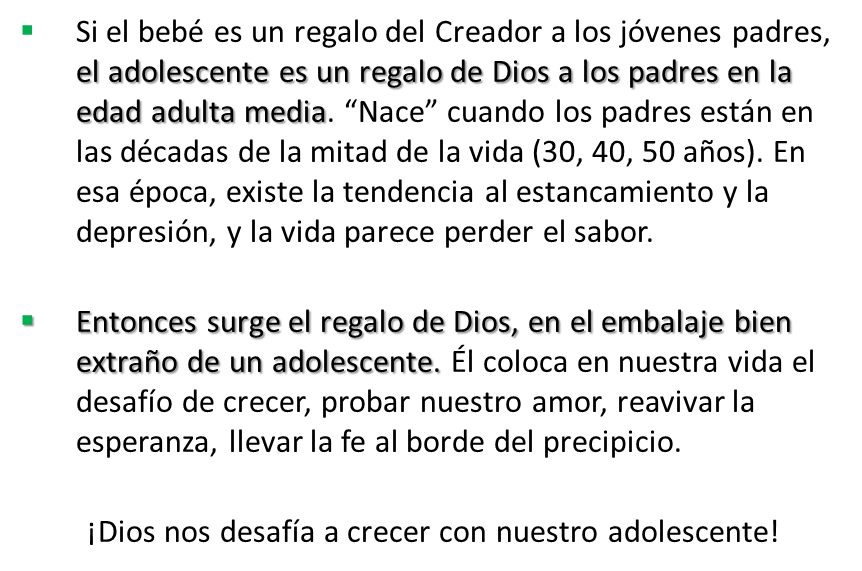 Si el bebé es un regalo del Creador a los jóvenes padres,
el adolescente es un regalo de Dios a los padres en la
edad adulta media. “Nace” cuando los padres están en
las décadas de la mitad de la vida (30, 40, 50 años). En
esa época, existe la tendencia al estancamiento y la
depresión, y la vida parece perder el sabor.
Entonces surge el regalo de Dios, en el embalaje bien
extraño de un adolescente. Él coloca en nuestra vida el
desafío de crecer, probar nuestro amor, reavivar la
esperanza, llevar la fe al borde del precipicio.
¡Dios nos desafía a crecer con nuestro adolescente!